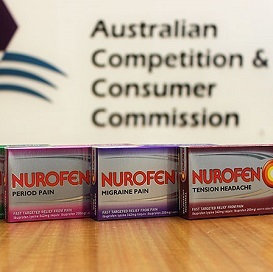 Australian
Competition &
Consumer
Commission
NUROFEN
PERIOD PAIN
FAST TARGETED RELIEF FROM PAIN
NUROFEN
MIGRAINE PAIN
FAST TARGETED RELIEF FROM PAIN
NUROFEN
TENSION HEADACHE
FAST TARGETED RELIEF FROM PAIN